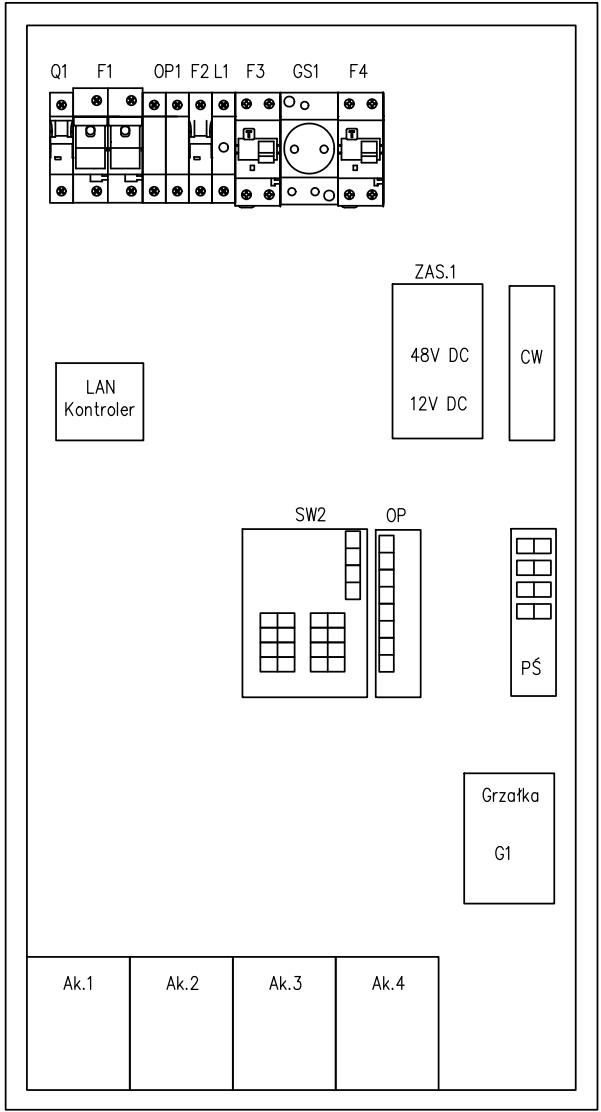 Q1 F1 OP1 F2 L1 F3 GS1 F4
ZAS.1
48V DC
12V DC
CW
LAN
Kontroler
SW2
OP
PŚ
Grzałka
G1
Ak.1 Ak.2 Ak.3 Ak.4